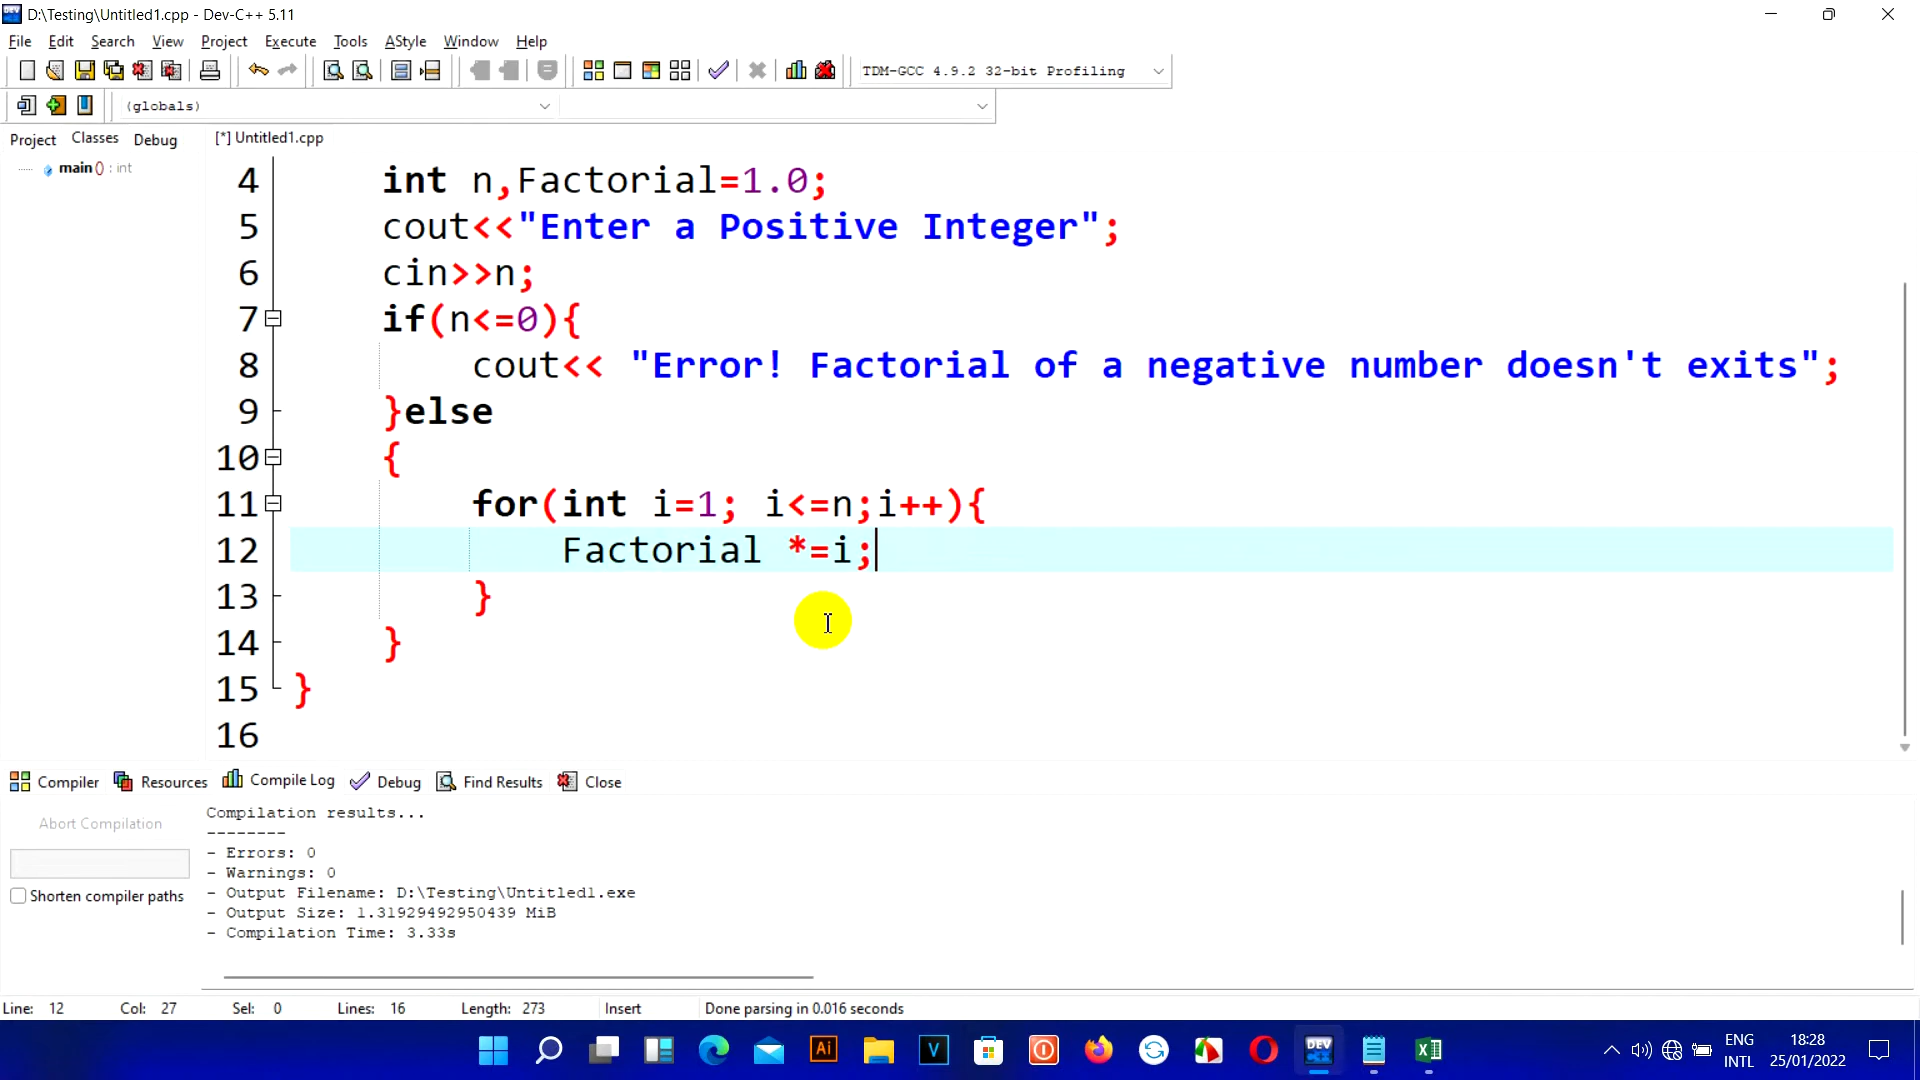 D:\Testing\Untitled1.cpp - Dev-C++ 5.11
File Edit Search View Project Execute Tools AStyle Window Help
TDM-GCC 4.9.2 32-bit Profiling
(globals)
Project Classes Debug
[*] Untitled1.cpp
main () : int
4 int n,Factorial=1.0;
5 cout<<"Enter a Positive Integer";
6 cin>>n;
7 if(n<=0){
8 cout<< "Error! Factorial of a negative number doesn't exits";
9 }else
10 {
11 for(int i=1; i<=n;i++){
12 Factorial *=i;
13 }
14 }
15 }
16
Compiler Resources Compile Log Debug Find Results Close
Abort Compilation
Shorten compiler paths
Compilation results...
--------
- Errors: 0
- Warnings: 0
- Output Filename: D:\Testing\Untitled1.exe
- Output Size: 1.31929492950439 MiB
- Compilation Time: 3.33s
Line: 12 Col: 27 Sel: 0 Lines: 16 Length: 273 Insert Done parsing in 0.016 seconds
Ai
V
DEV
C++
ENG
INTL
18:28
25/01/2022